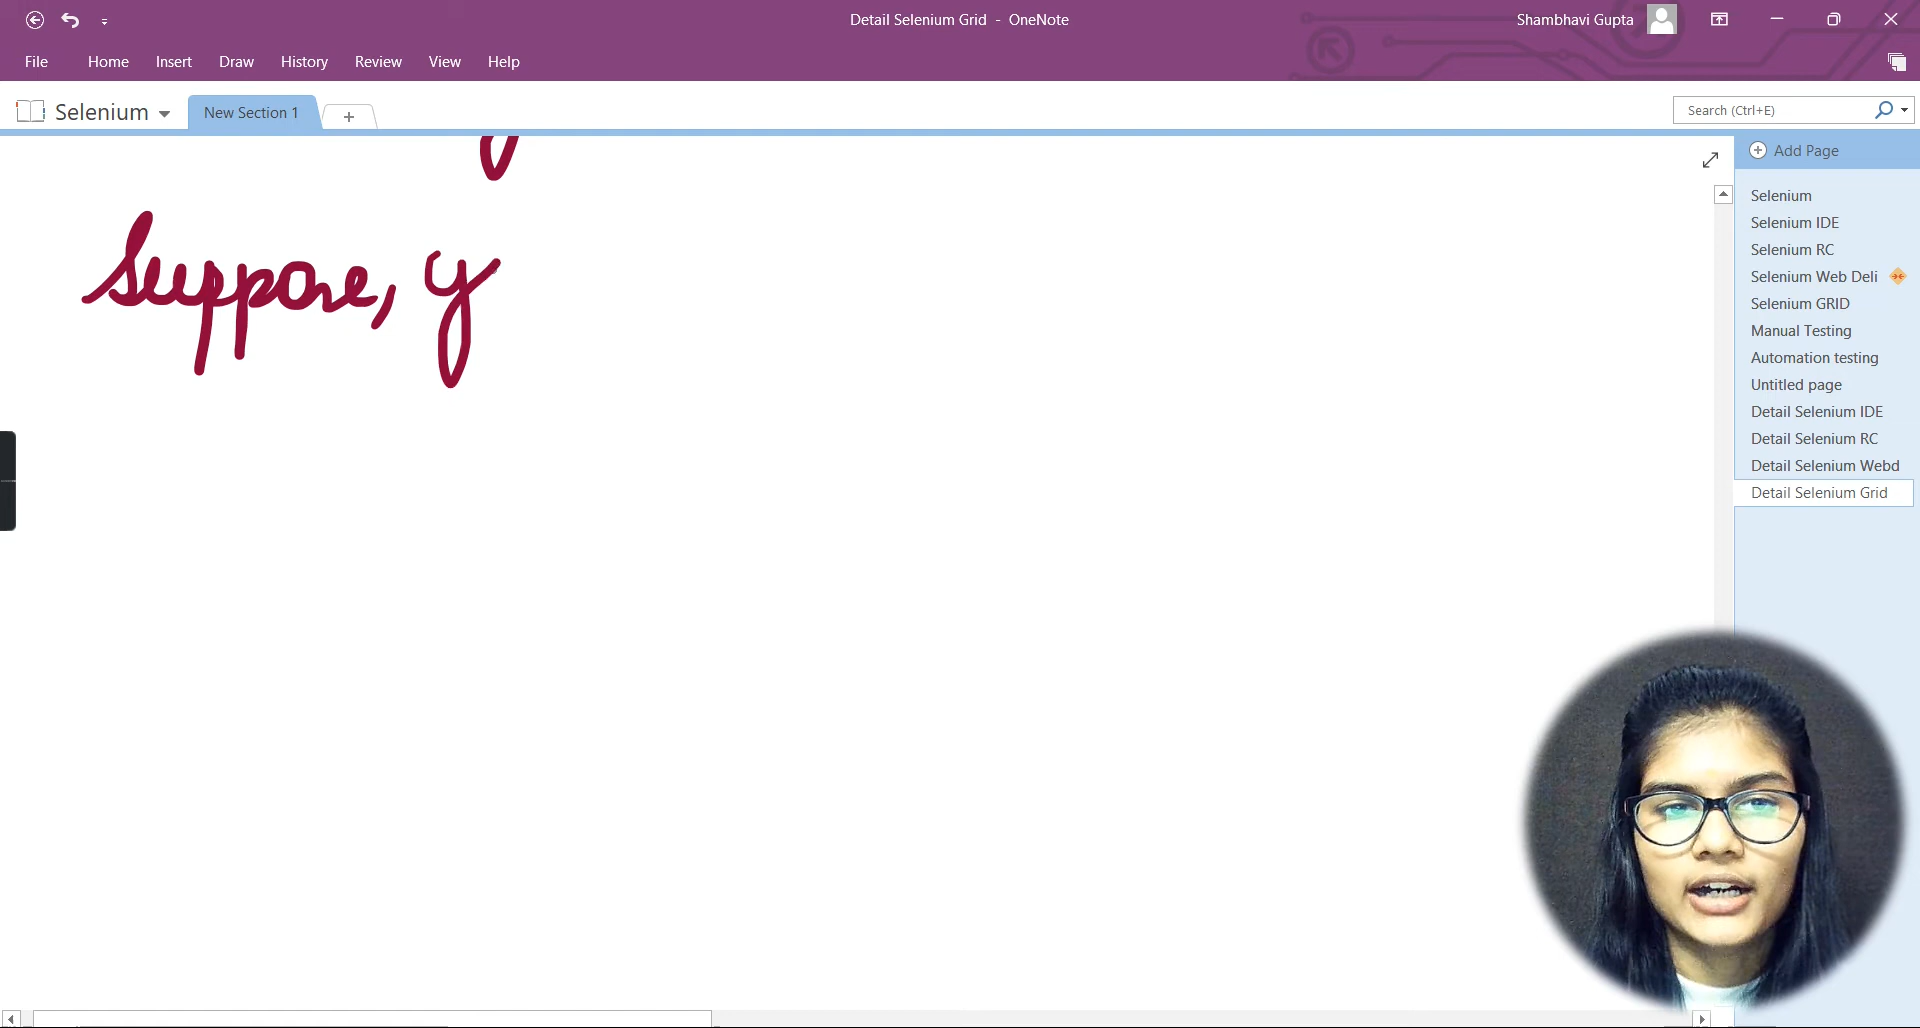 Detail Selenium Grid - OneNote
Shambhavi Gupta
File Home Insert Draw History Review View Help
Selenium
New Section 1
+
Search (Ctrl+E)
Add Page
Suppose, y
Selenium
Selenium IDE
Selenium RC
Selenium Web Deli
Selenium GRID
Manual Testing
Automation testing
Untitled page
Detail Selenium IDE
Detail Selenium RC
Detail Selenium Webd
Detail Selenium Grid